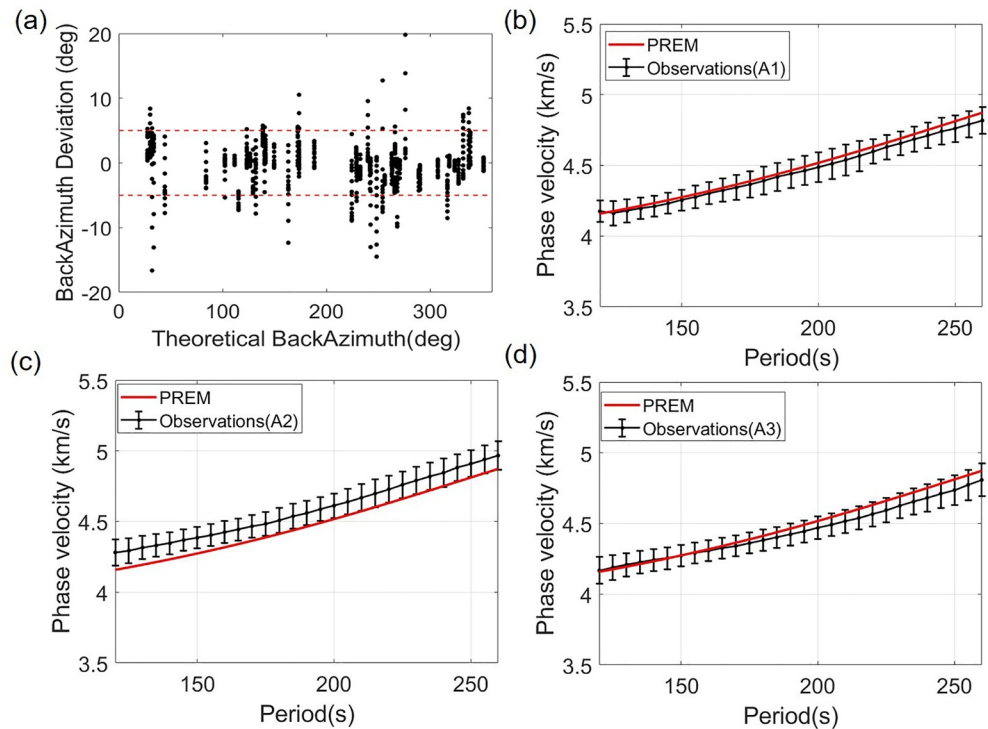 (a)
BackAzimuth Deviation (deg)
20
10
0
-10
-20
0
100
200
300
Theoretical BackAzimuth(deg)
(b)
Phase velocity (km/s)
5.5
5
4.5
4
3.5
PREM
Observations(A1)
150
200
250
Period(s)
(c)
Phase velocity (km/s)
5.5
5
4.5
4
3.5
PREM
Observations(A2)
150
200
250
Period(s)
(d)
Phase velocity (km/s)
5.5
5
4.5
4
3.5
PREM
Observations(A3)
150
200
250
Period(s)